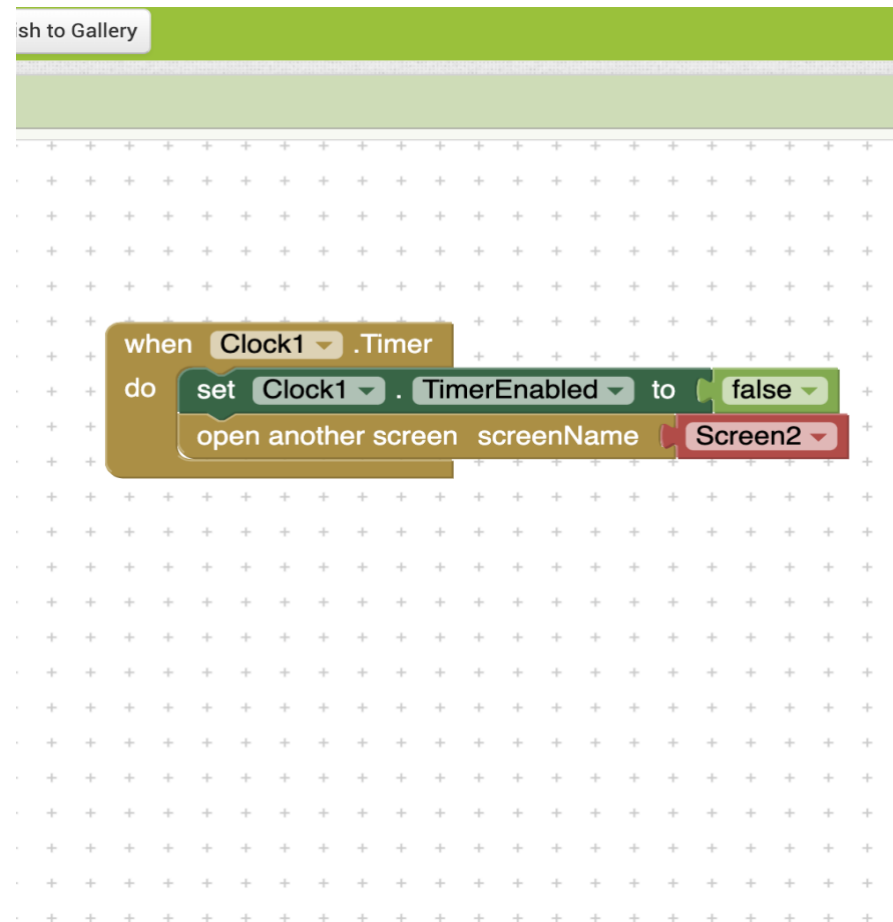 ish to Gallery
when Clock1 .Timer
do set Clock1 . TimerEnabled to false
open another screen screenName Screen2